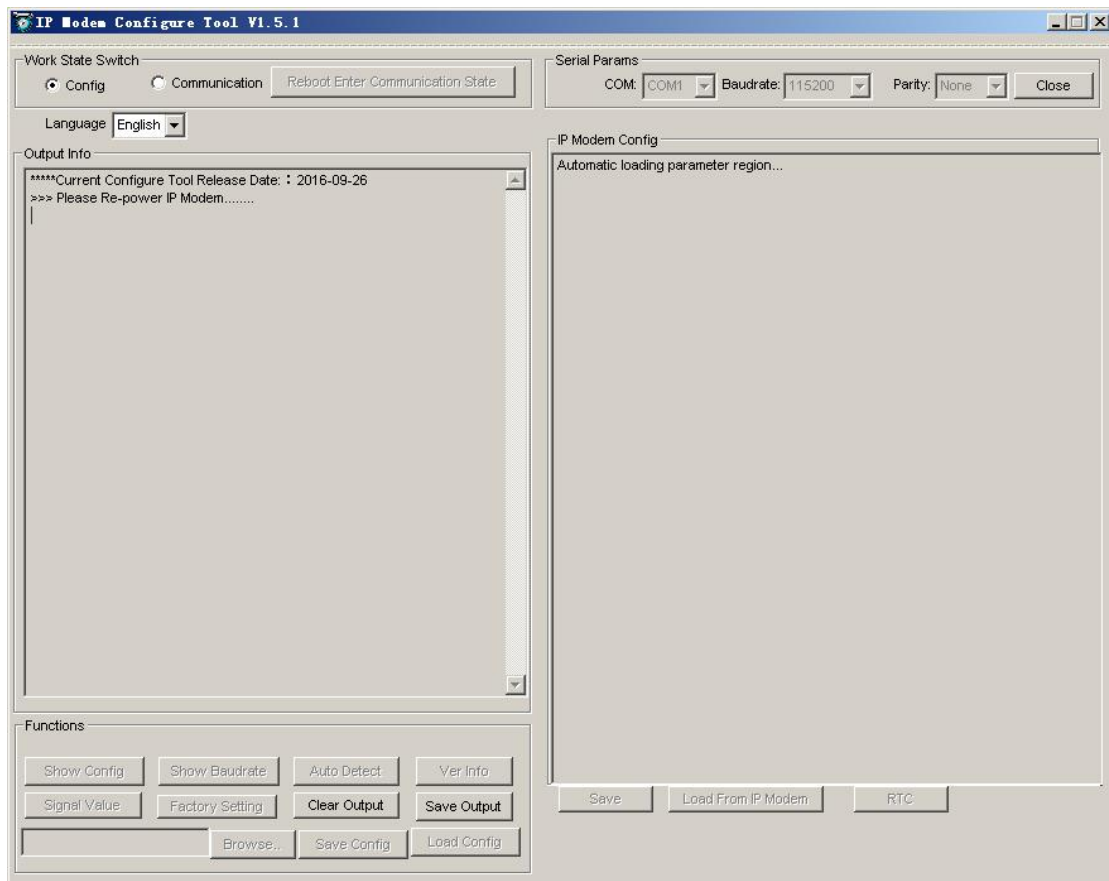 IP Modem Configure Tool V1.5.1
Work State Switch
Config
Communication
Reboot Enter Communication State
Serial Params
COM: COM1
Baudrate: 115200
Parity: None
Close
Language English
Output Info
*****Current Configure Tool Release Date:：2016-09-26
>>> Please Re-power IP Modem........
IP Modem Config
Automatic loading parameter region...
Functions
Show Config
Show Baudrate
Auto Detect
Ver Info
Signal Value
Factory Setting
Clear Output
Save Output
Browse..
Save Config
Load Config
Save
Load From IP Modem
RTC